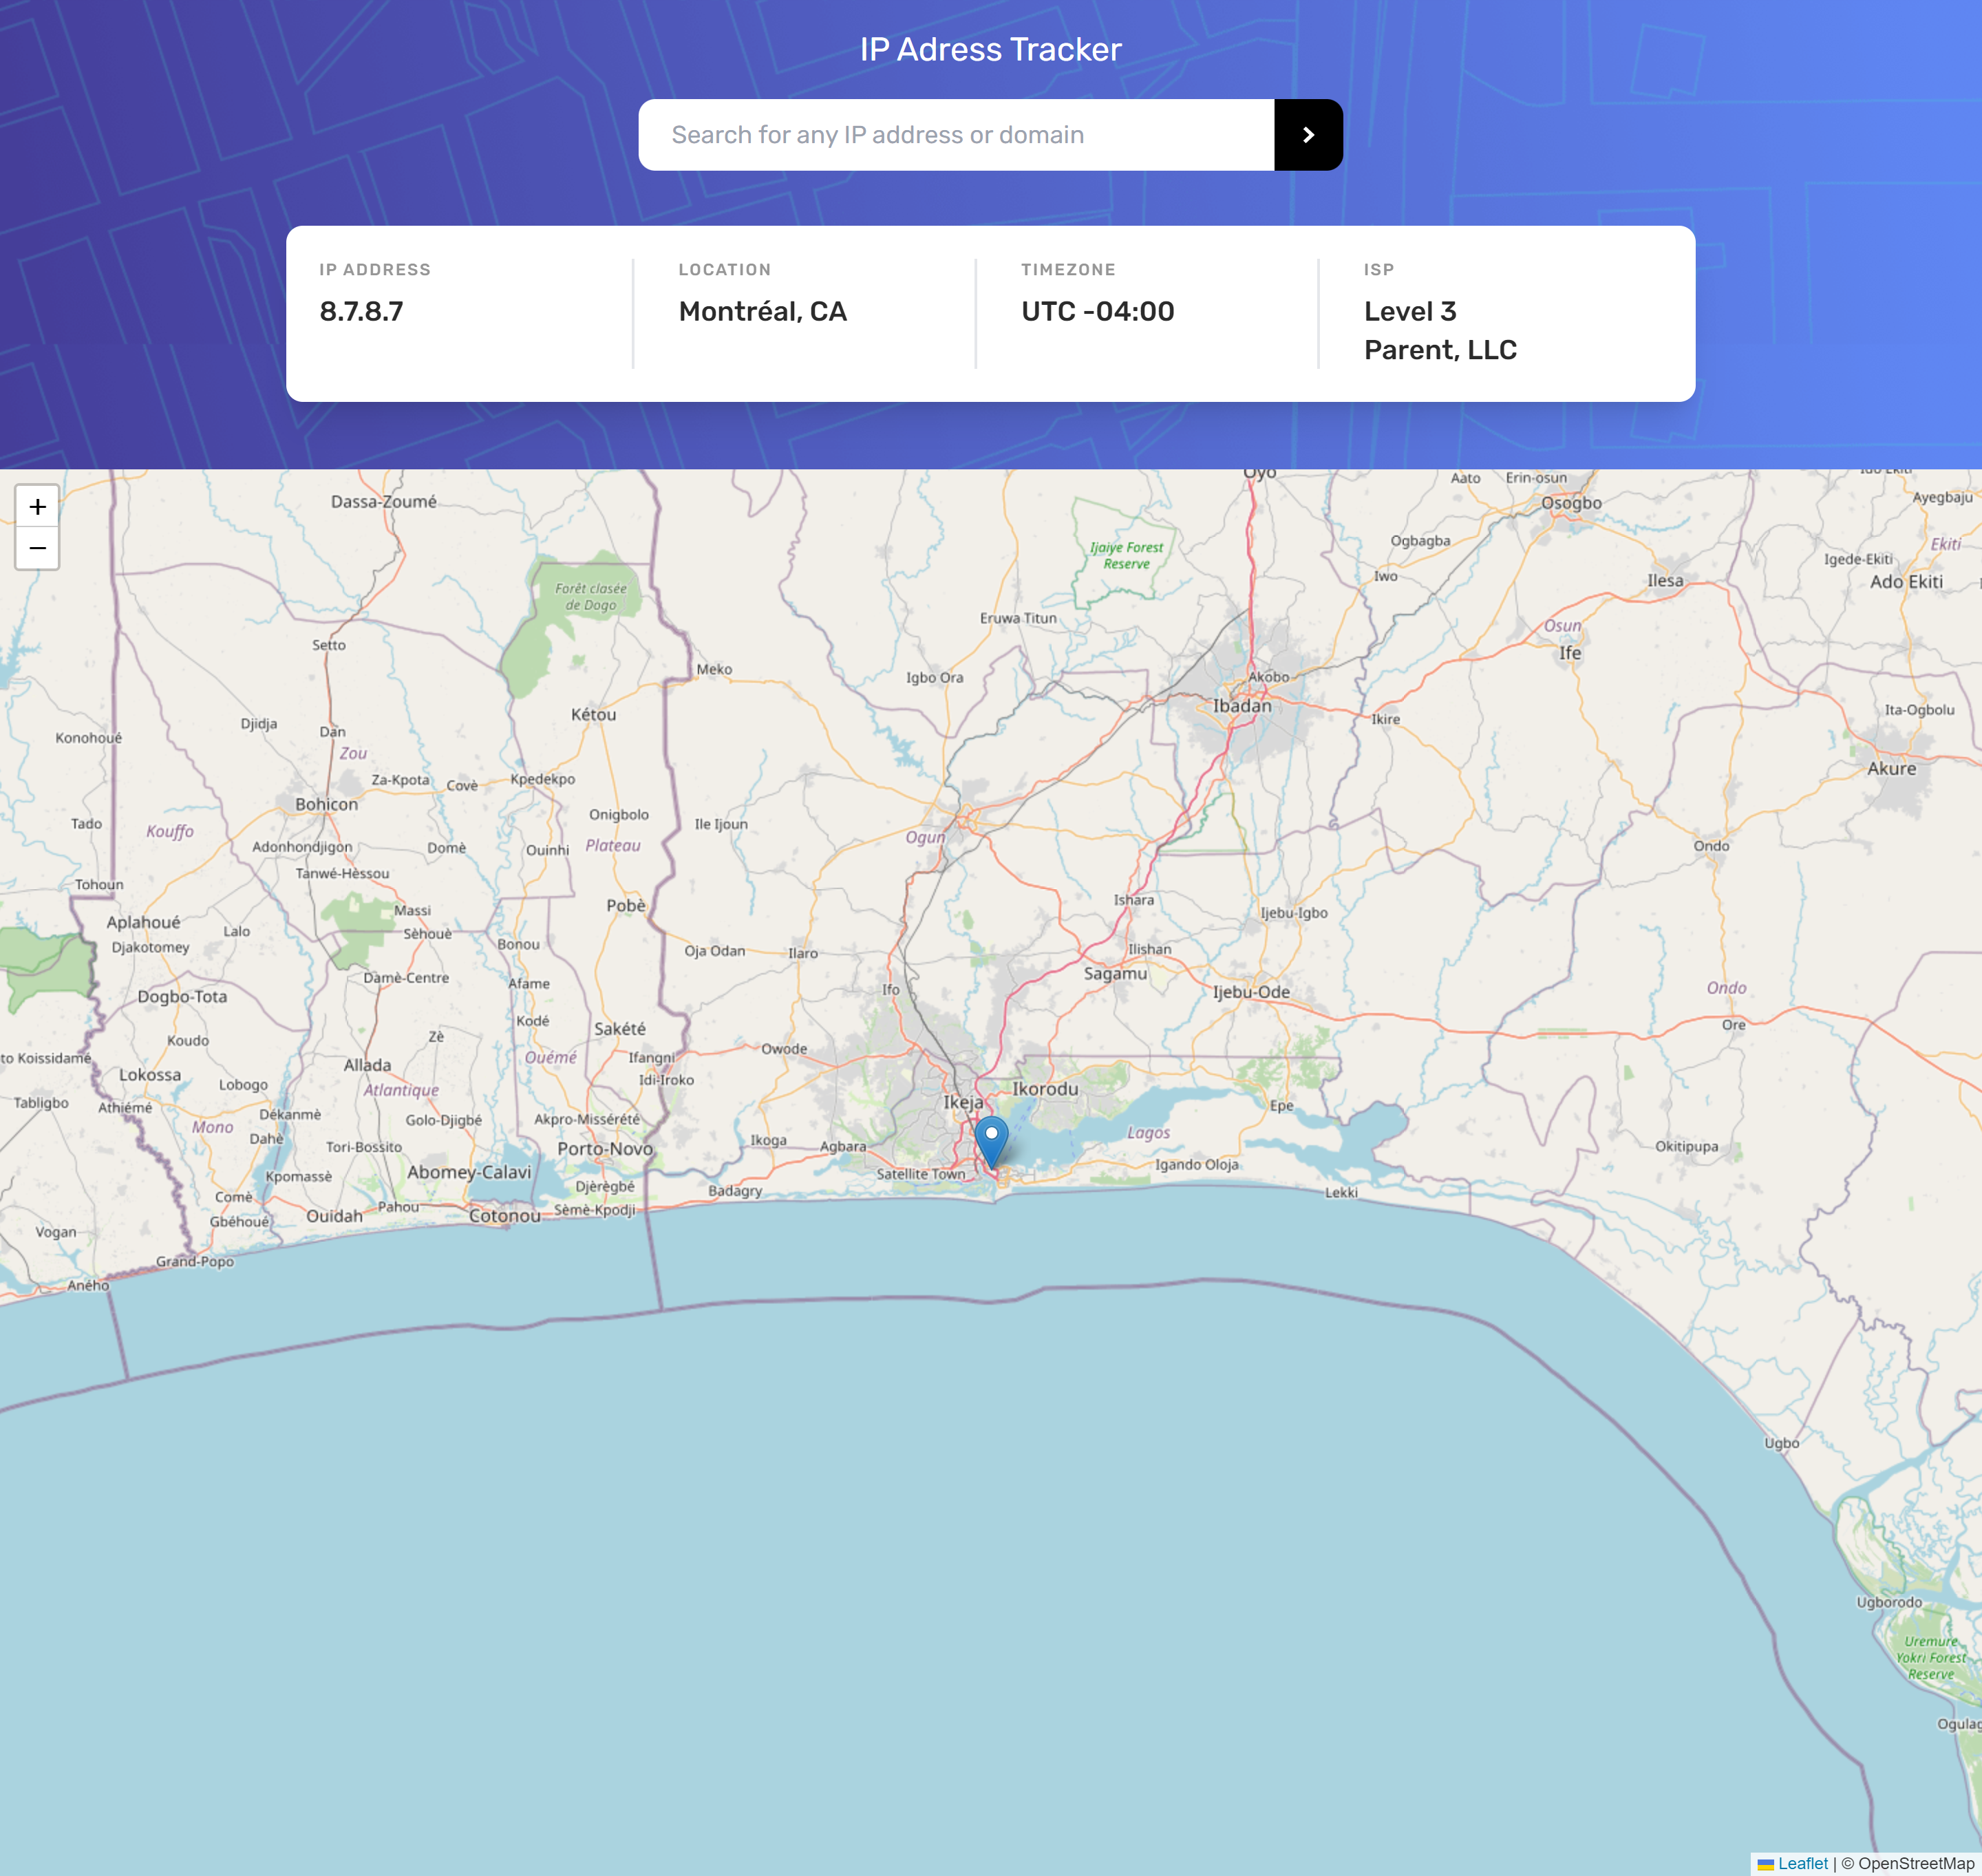 IP Adress Tracker
Search for any IP address or domain
IP ADDRESS
8.7.8.7
LOCATION
Montréal, CA
TIMEZONE
UTC -04:00
ISP
Level 3
Parent, LLC
+
−
Oyo
Aato
Erin-osun
Ayegbaju
Dassa-Zoumé
Osogbo
Ogbagba
Ekiti
Ijaiye Forest
Reserve
Igede-Ekiti
Iwo
Ilesa
Ado Ekiti
Forêt clasée
de Dogo
Eruwa Titun
Osun
Setto
Ife
Meko
Igbo Ora
Akobo
Ibadan
Ita-Ogbolu
Kétou
Ikire
Djidja
Dan
Konohoué
Zou
Akure
Za-Kpota
Covè
Kpedekpo
Bohicon
Onigbolo
Tado
Kouffo
Ile Ijoun
Ogun
Adonhondjigon
Domè
Ouinhi
Plateau
Ondo
Tanwé-Hèssou
Tohoun
Ishara
Pobè
Massi
Ijebu-Igbo
Aplahoué
Lalo
Sèhouè
Djakotomey
Bonou
Oja Odan
Ilaro
Ilishan
Sagamu
Damè-Centre
Afame
Ifo
Ijebu-Ode
Ondo
Dogbo-Tota
Kodé
Sakété
Ore
Koudo
Zè
to Koissidamé
Ouémé
Ifangni
Owode
Allada
Lokossa
Idi-Iroko
Lobogo
Atlantique
Ikorodu
Tabligbo
Athiémé
Ikeja
Epe
Dékanmè
Golo-Djigbé
Akpro-Missérété
Mono
Dahè
Lagos
Ikoga
Tori-Bossito
Porto-Novo
Agbara
Okitipupa
Igando Oloja
Kpomassè
Abomey-Calavi
Satellite Town
Djèrègbé
Badagry
Lekki
Comè
Pahou
Sèmè-Kpodji
Gbéhoué
Ouidah
Cotonou
Vogan
Grand-Popo
Aného
Ugbo
Ugborodo
Uremure
Yokri Forest
Reserve
Ogulag
Leaflet | © OpenStreetMap